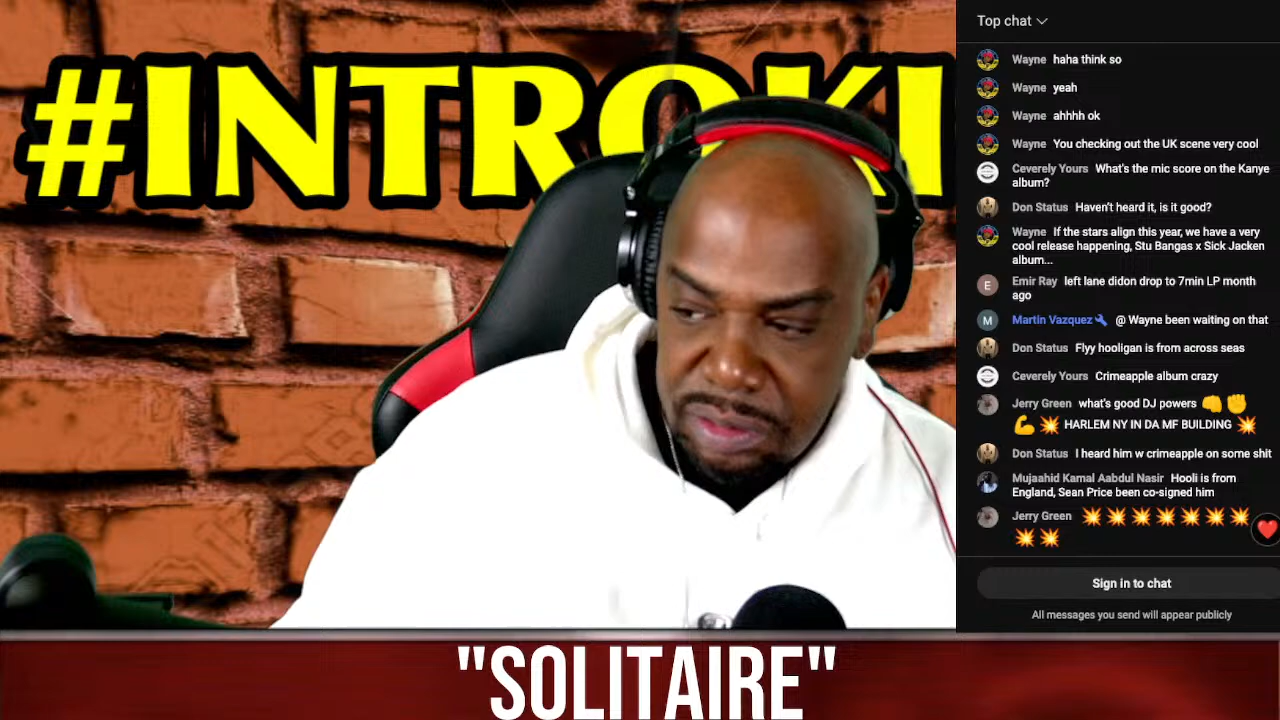 #INTROKI
Top chat
Wayne haha think so
Wayne yeah
Wayne ahhhh ok
Wayne You checking out the UK scene very cool
Ceverely Yours What's the mic score on the Kanye
album?
Don Status Haven't heard it, is it good?
Wayne If the stars align this year, we have a very
cool release happening, Stu Bangas x Sick Jacken
album...
E Emir Ray left lane didon drop to 7min LP month
ago
M Martin Vazquez @ Wayne been waiting on that
Don Status Flyy hooligan is from across seas
Ceverely Yours Crimeapple album crazy
Jerry Green what's good DJ powers 👊✊
💪💥 HARLEM NY IN DA MF BUILDING 💥
Don Status I heard him w crimeapple on some shit
Mujaahid Kamal Aabdul Nasir Hooli is from
England, Sean Price been co-signed him
Jerry Green 💥💥💥💥💥💥💥
💥💥
Sign in to chat
All messages you send will appear publicly
"SOLITAIRE"